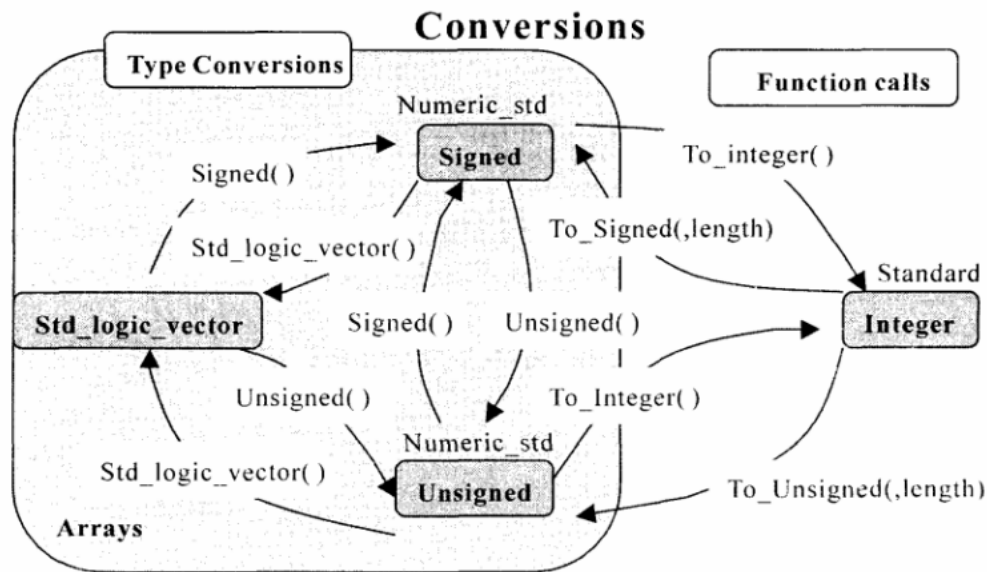 Conversions
Type Conversions
Function calls
Numeric_std
Signed
To_integer( )
Signed( )
To_Signed(,length)
Std_logic_vector( )
Standard
Std_logic_vector
Signed( )
Unsigned( )
Integer
Unsigned( )
To_Integer( )
Numeric_std
Std_logic_vector( )
Unsigned
To_Unsigned(,length)
Arrays